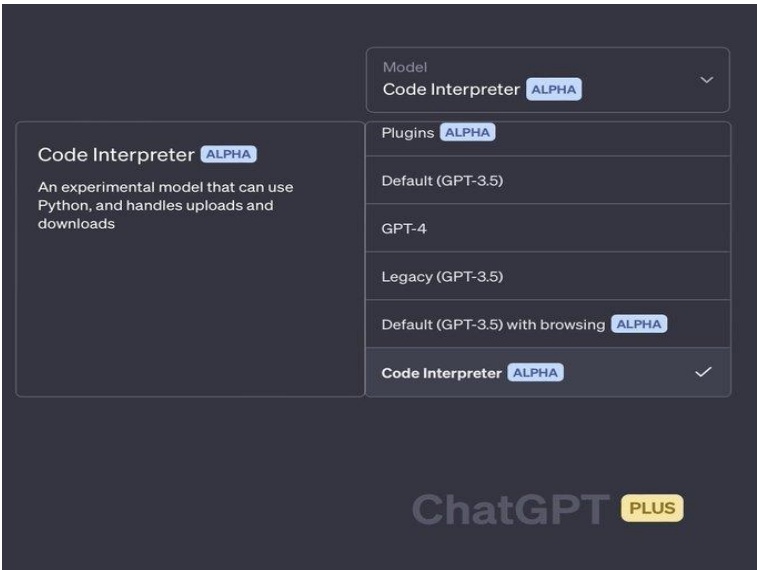 Model
Code Interpreter ALPHA
Code Interpreter ALPHA
An experimental model that can use
Python, and handles uploads and
downloads
Plugins ALPHA
Default (GPT-3.5)
GPT-4
Legacy (GPT-3.5)
Default (GPT-3.5) with browsing ALPHA
Code Interpreter ALPHA
ChatGPT PLUS